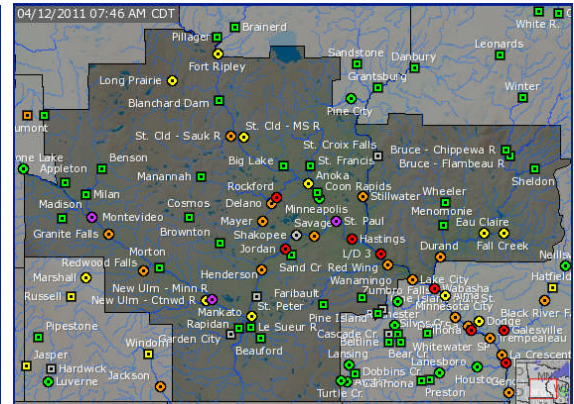 04/12/2011 07:46 AM CDT
Brainerd
White R.
Pillager
Fort Ripley
Sandstone
Danbury
Leonards
Grantsburg
Long Prairie
Winter
Blanchard Dam
Pine City
St. Cld - MS R
St. Cld - Sauk R
St. Croix Falls
Bruce - Chippewa R
Bruce - Flambeau R
Benson
Big Lake
St. Francis
Appleton
Manannah
Anoka
Sheldon
Rockford
Coon Rapids
Milan
Delano
Stillwater
Wheeler
Madison
Cosmos
Minneapolis
Menomonie
Montevideo
Mayer
St. Paul
Eau Claire
Savage
Granite Falls
Brownton
Shakopee
Hastings
Fall Creek
Jordan
Durand
Morton
L/D 3
Sand Cr
Red Wing
Redwood Falls
Henderson
Wanamingo
Lake City
Marshall
New Ulm - Minn R
Zumbro Falls
Wabasha
Hatfield
Russell
New Ulm - Ctnwd R
Faribault
St. Peter
Minnesota City
Mankato
Pine Island
Dodge
Rapidan
Le Sueur R
Galesville
Pipestone
Garden City
Cascade Cr
Trempealeau
Windom
Beauford
Beltline
Bear Cr
Whitewater SP
La Crescent
Jasper
Lansing
Lanesboro
Hardwick
Dobbins Cr
Houston
Luverne
Jackson
Turtle Cr.
Preston